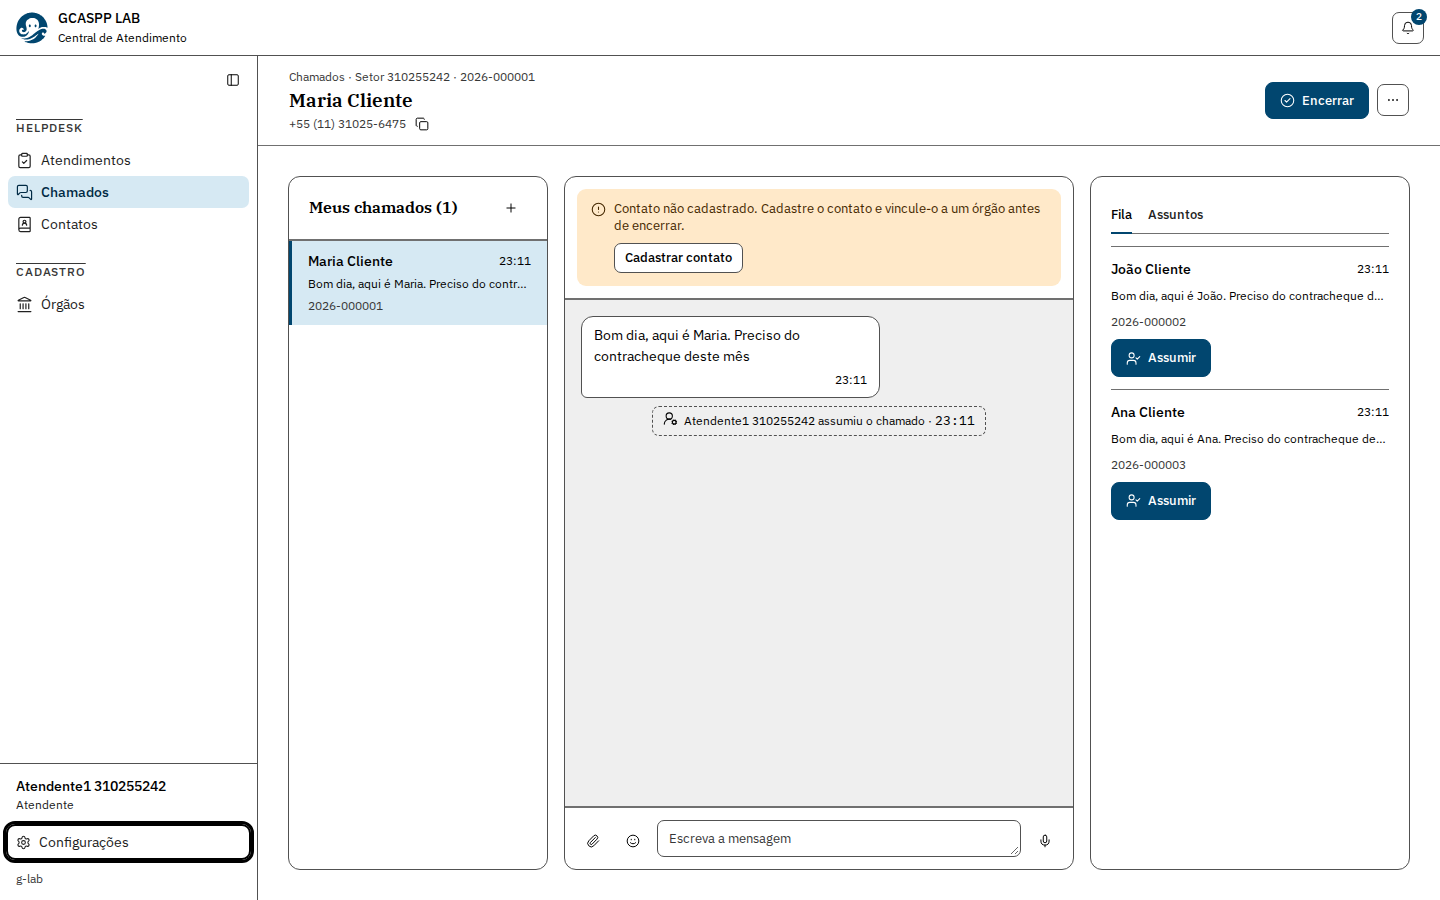 GCASPP LAB
Central de Atendimento
2
HELPDESK
Atendimentos
Chamados
Contatos
CADASTRO
Órgãos
Atendente1 310255242
Atendente
Configurações
g-lab
Chamados · Setor 310255242 · 2026-000001
Maria Cliente
+55 (11) 31025-6475
Encerrar
Meus chamados (1)
Maria Cliente 23:11
Bom dia, aqui é Maria. Preciso do contr...
2026-000001
Contato não cadastrado. Cadastre o contato e vincule-o a um órgão antes
de encerrar.
Cadastrar contato
Bom dia, aqui é Maria. Preciso do
contracheque deste mês
23:11
Atendente1 310255242 assumiu o chamado · 23:11
Escreva a mensagem
Fila Assuntos
João Cliente 23:11
Bom dia, aqui é João. Preciso do contracheque d...
2026-000002
Assumir
Ana Cliente 23:11
Bom dia, aqui é Ana. Preciso do contracheque de...
2026-000003
Assumir